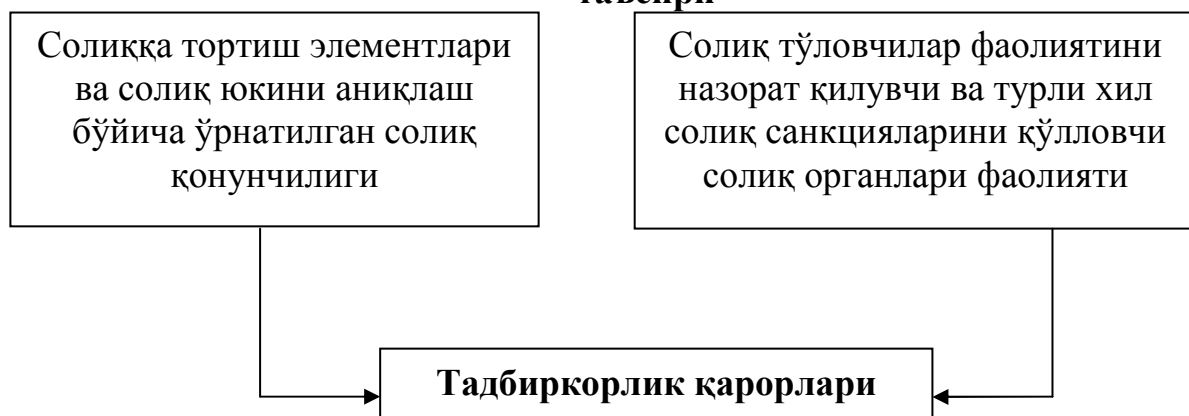 Солиққа тортиш элементлари
ва солиқ юкини аниқлаш
бўйича ўрнатилган солиқ
қонунчилиги
Солиқ тўловчилар фаолиятини
назорат қилувчи ва турли хил
солиқ санкцияларини қўлловчи
солиқ органлари фаолияти
Тадбиркорлик қарорлари